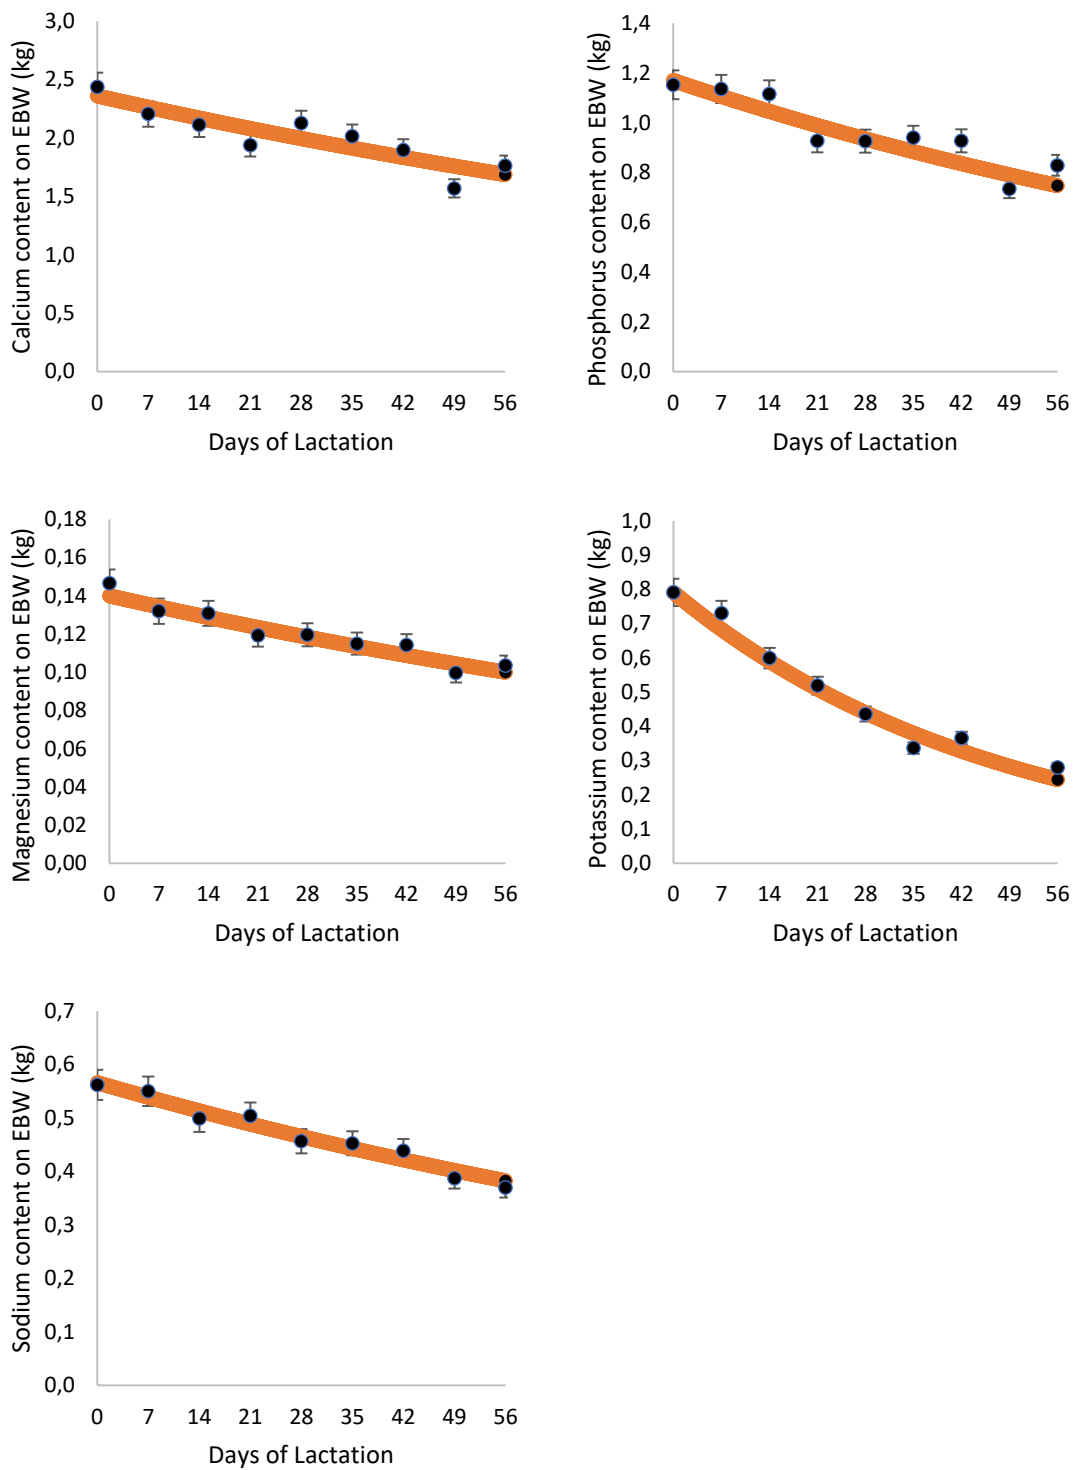 Calcium content on EBW (kg)
3,0
2,5
2,0
1,5
1,0
0,5
0,0
0 7 14 21 28 35 42 49 56
Days of Lactation
Phosphorus content on EBW (kg)
1,4
1,2
1,0
0,8
0,6
0,4
0,2
0,0
0 7 14 21 28 35 42 49 56
Days of Lactation
Magnesium content on EBW (kg)
0,18
0,16
0,14
0,12
0,10
0,08
0,06
0,04
0,02
0,00
0 7 14 21 28 35 42 49 56
Days of Lactation
Potassium content on EBW (kg)
1,0
0,9
0,8
0,7
0,6
0,5
0,4
0,3
0,2
0,1
0,0
0 7 14 21 28 35 42 49 56
Days of Lactation
Sodium content on EBW (kg)
0,7
0,6
0,5
0,4
0,3
0,2
0,1
0,0
0 7 14 21 28 35 42 49 56
Days of Lactation